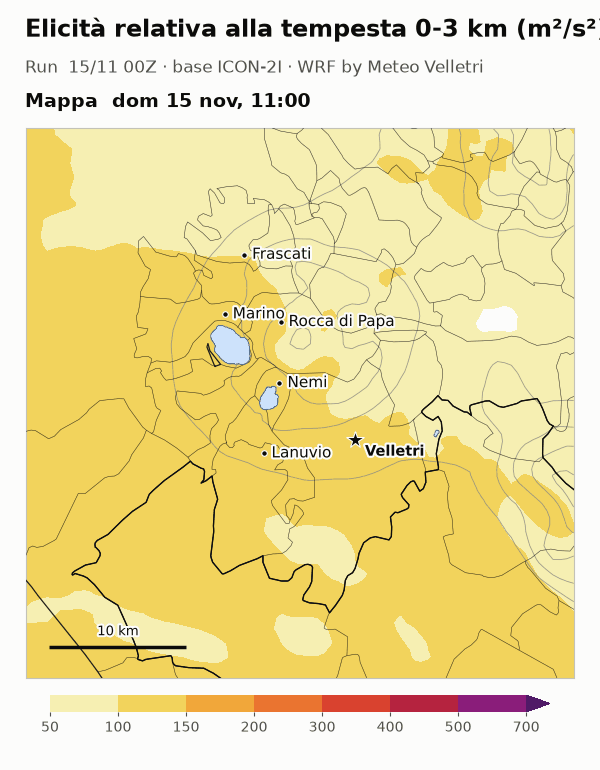 Elicità relativa alla tempesta 0-3 km (m²/s²)
Run  15/11 00Z · base ICON-2I · WRF by Meteo Velletri
Mappa  dom 15 nov, 11:00
Frascati
Marino
Rocca di Papa
Nemi
Velletri
Lanuvio
10 km
50 100 150 200 300 400 500 700